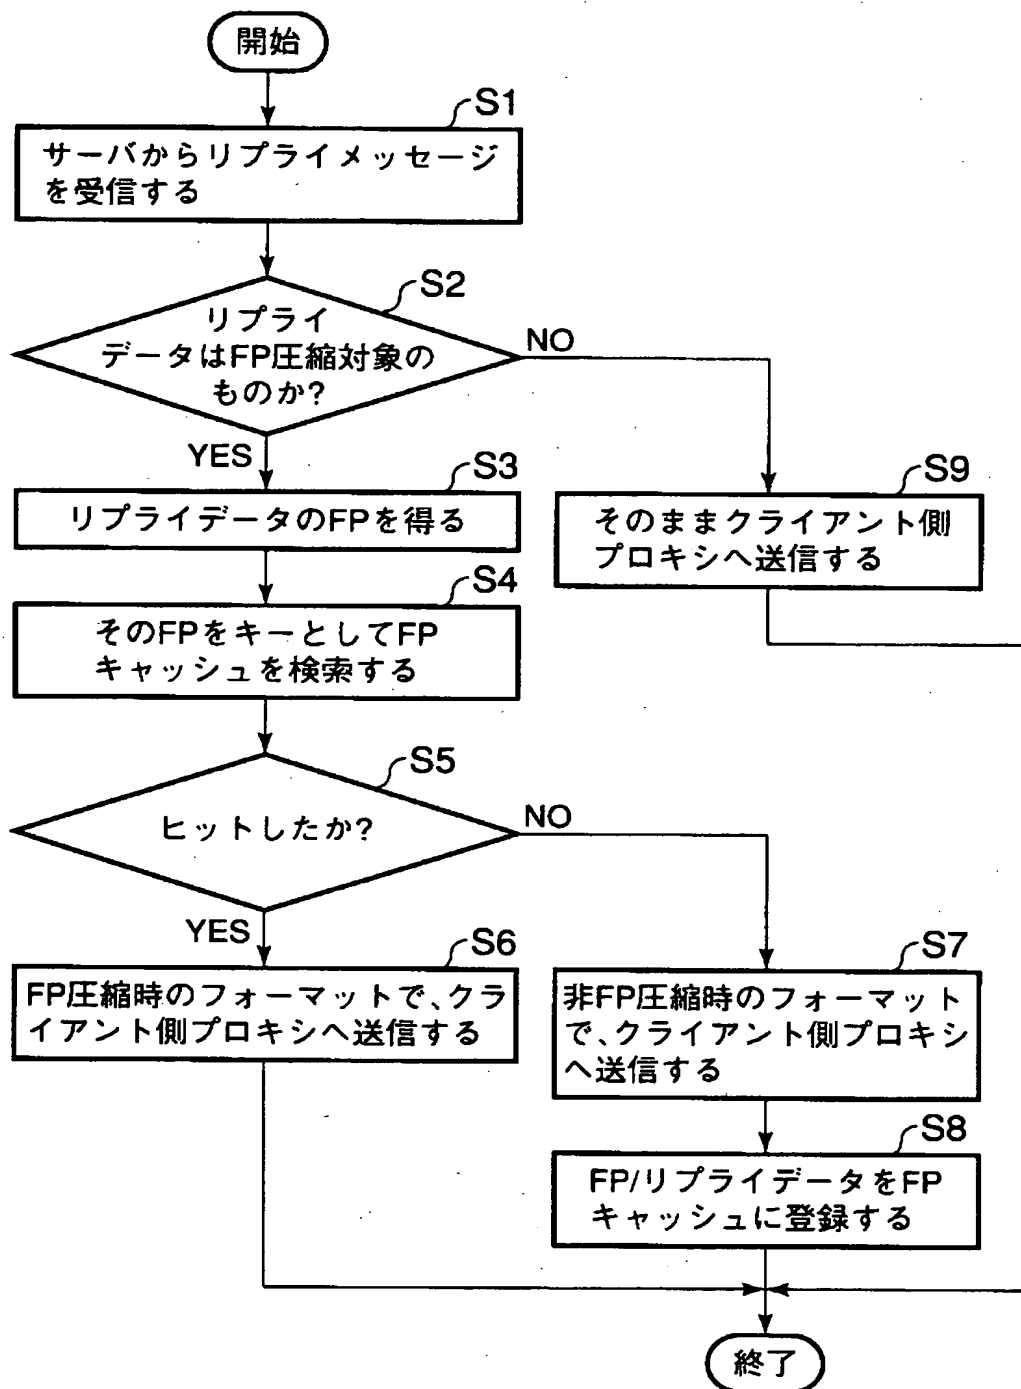 開始
S1
サーバからリプライメッセージ
を受信する
S2
リプライ
データはFP圧縮対象の
ものか?
NO
YES
S3
リプライデータのFPを得る
S9
そのままクライアント側
プロキシへ送信する
S4
そのFPをキーとしてFP
キャッシュを検索する
S5
ヒットしたか?
NO
YES
S6
FP圧縮時のフォーマットで、クラ
イアント側プロキシへ送信する
S7
非FP圧縮時のフォーマット
で、クライアント側プロキシ
へ送信する
S8
FP/リプライデータをFP
キャッシュに登録する
終了